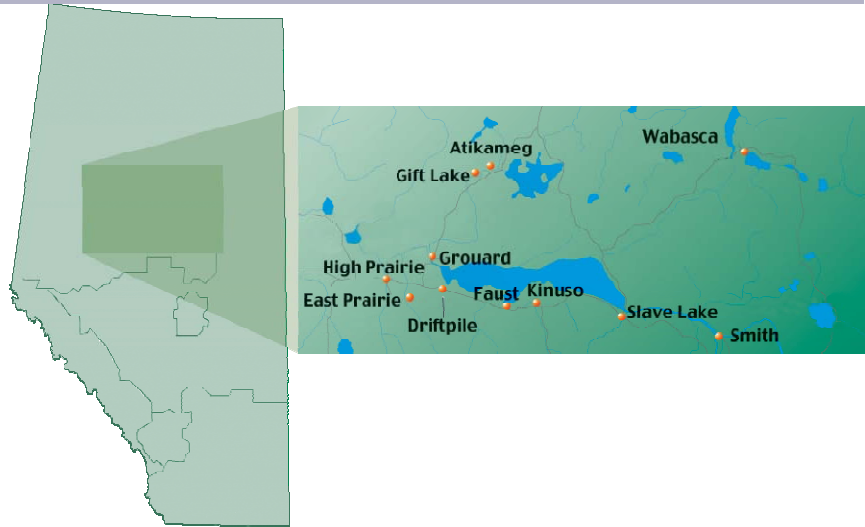 Wabasca
Atikameg
Gift Lake
Grouard
High Prairie
East Prairie
Faust
Kinuso
Driftpile
Slave Lake
Smith